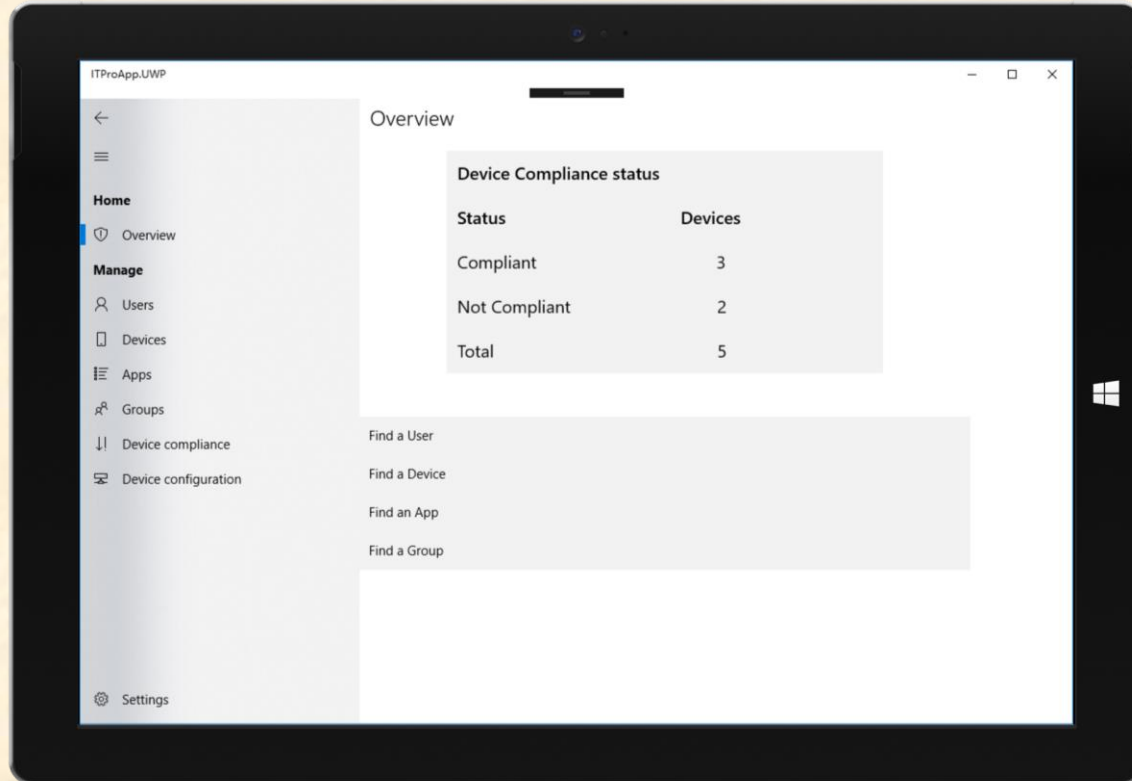 ITProApp.UWP
Overview
Home
Overview
Manage
Users
Devices
Apps
Groups
Device compliance
Device configuration
Settings
Device Compliance status
Status Devices
Compliant 3
Not Compliant 2
Total 5
Find a User
Find a Device
Find an App
Find a Group